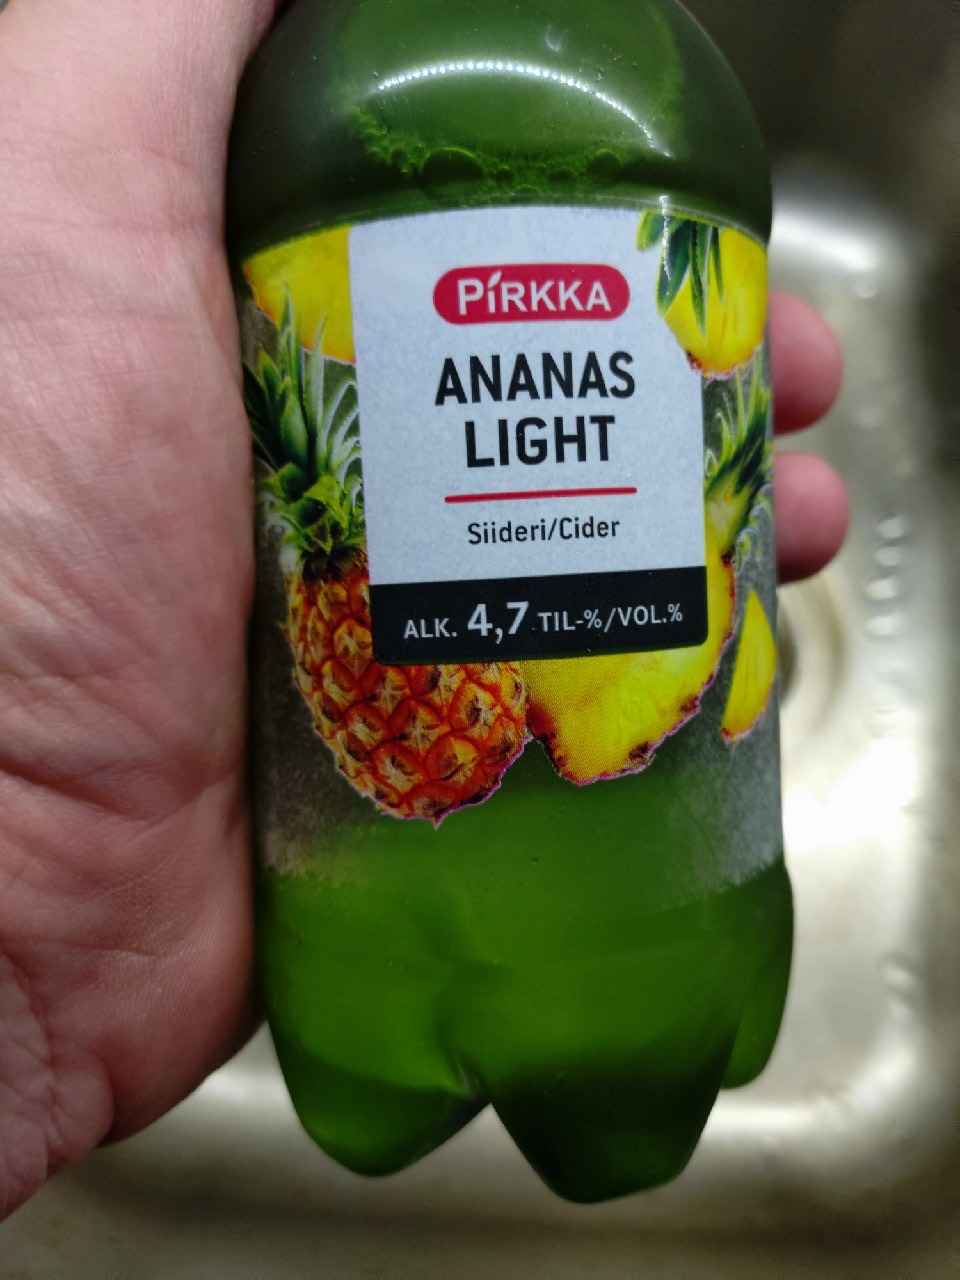 PIRKKA
ANANAS
LIGHT
Siideri/Cider
ALK. 4,7 TIL-%/VOL.%